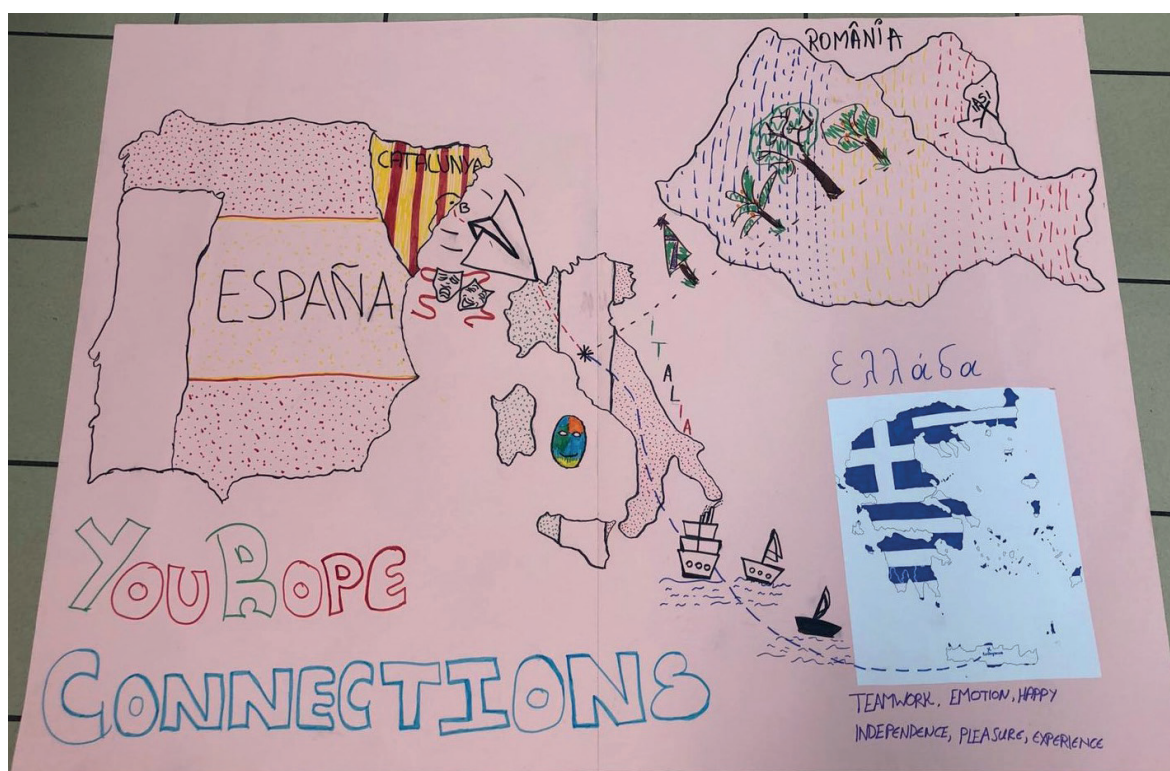 ROMÂNIA
IASI
CATALUNYA
B
ESPAÑA
ITALIA
ελλάδα
YOUROPE
CONNECTIONS
TEAMWORK, EMOTION, HAPPY
INDEPENDENCE, PLEASURE, EXPERIENCE